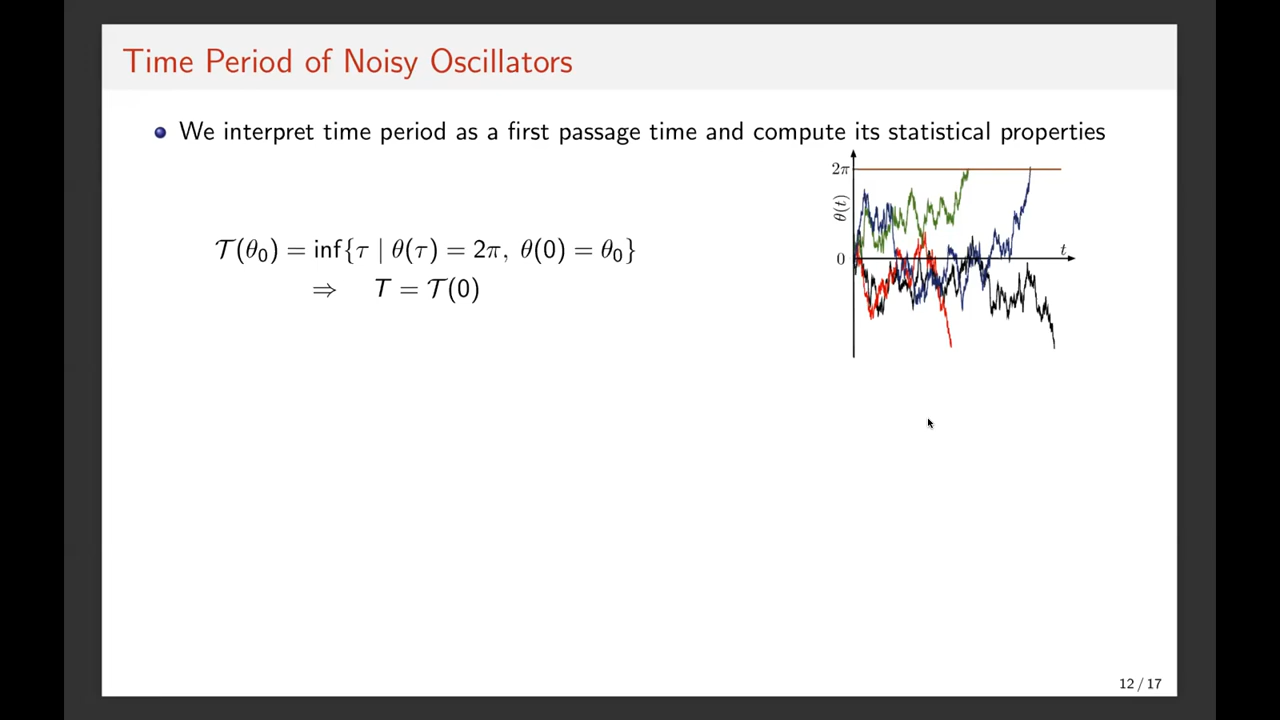 Time Period of Noisy Oscillators
We interpret time period as a first passage time and compute its statistical properties
𝒯(θ₀) = inf{τ | θ(τ) = 2π, θ(0) = θ₀}
⇒ T = 𝒯(0)
2π
θ(t)
0
t
12 / 17